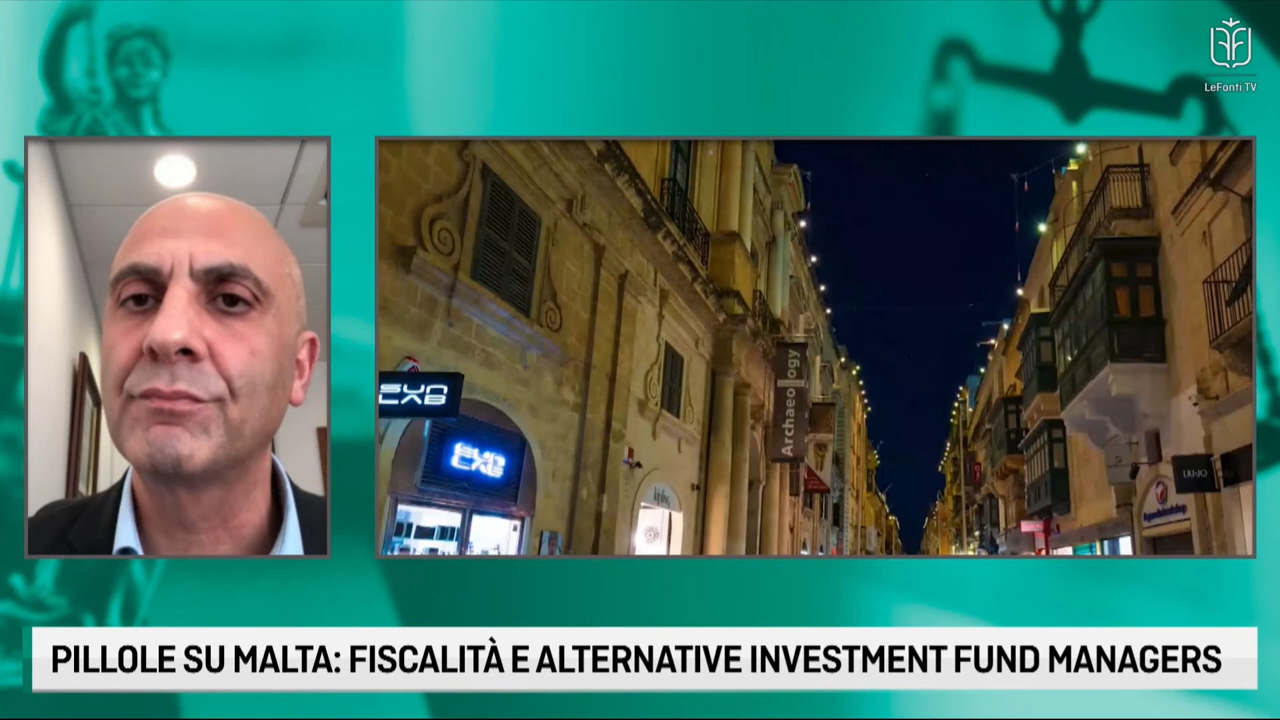 LeFonti.TV
SUN
LAB
SUN
LAB
Archaeology
LIU·JO
PILLOLE SU MALTA: FISCALITÀ E ALTERNATIVE INVESTMENT FUND MANAGERS